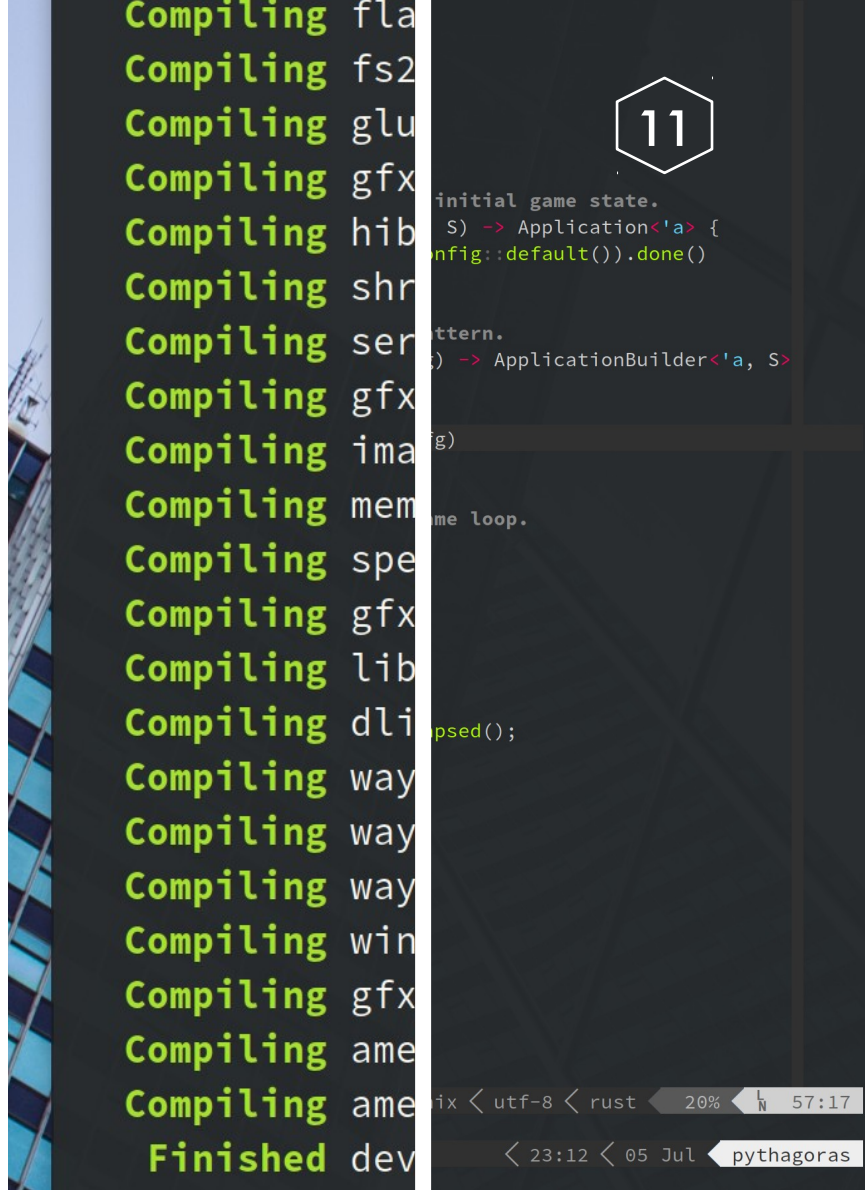 Compiling fla
Compiling fs2
Compiling glu
Compiling gfx
Compiling hib
Compiling shr
Compiling ser
Compiling gfx
Compiling ima
Compiling mem
Compiling spe
Compiling gfx
Compiling lib
Compiling dli
Compiling way
Compiling way
Compiling way
Compiling win
Compiling gfx
Compiling ame
Compiling ame
Finished dev
11
initial game state.
S) -> Application<'a> {
nfig::default()).done()
ttern.
) -> ApplicationBuilder<'a, S>
g)
me loop.
psed();
ix utf-8 rust 20% LN 57:17
23:12 05 Jul pythagoras